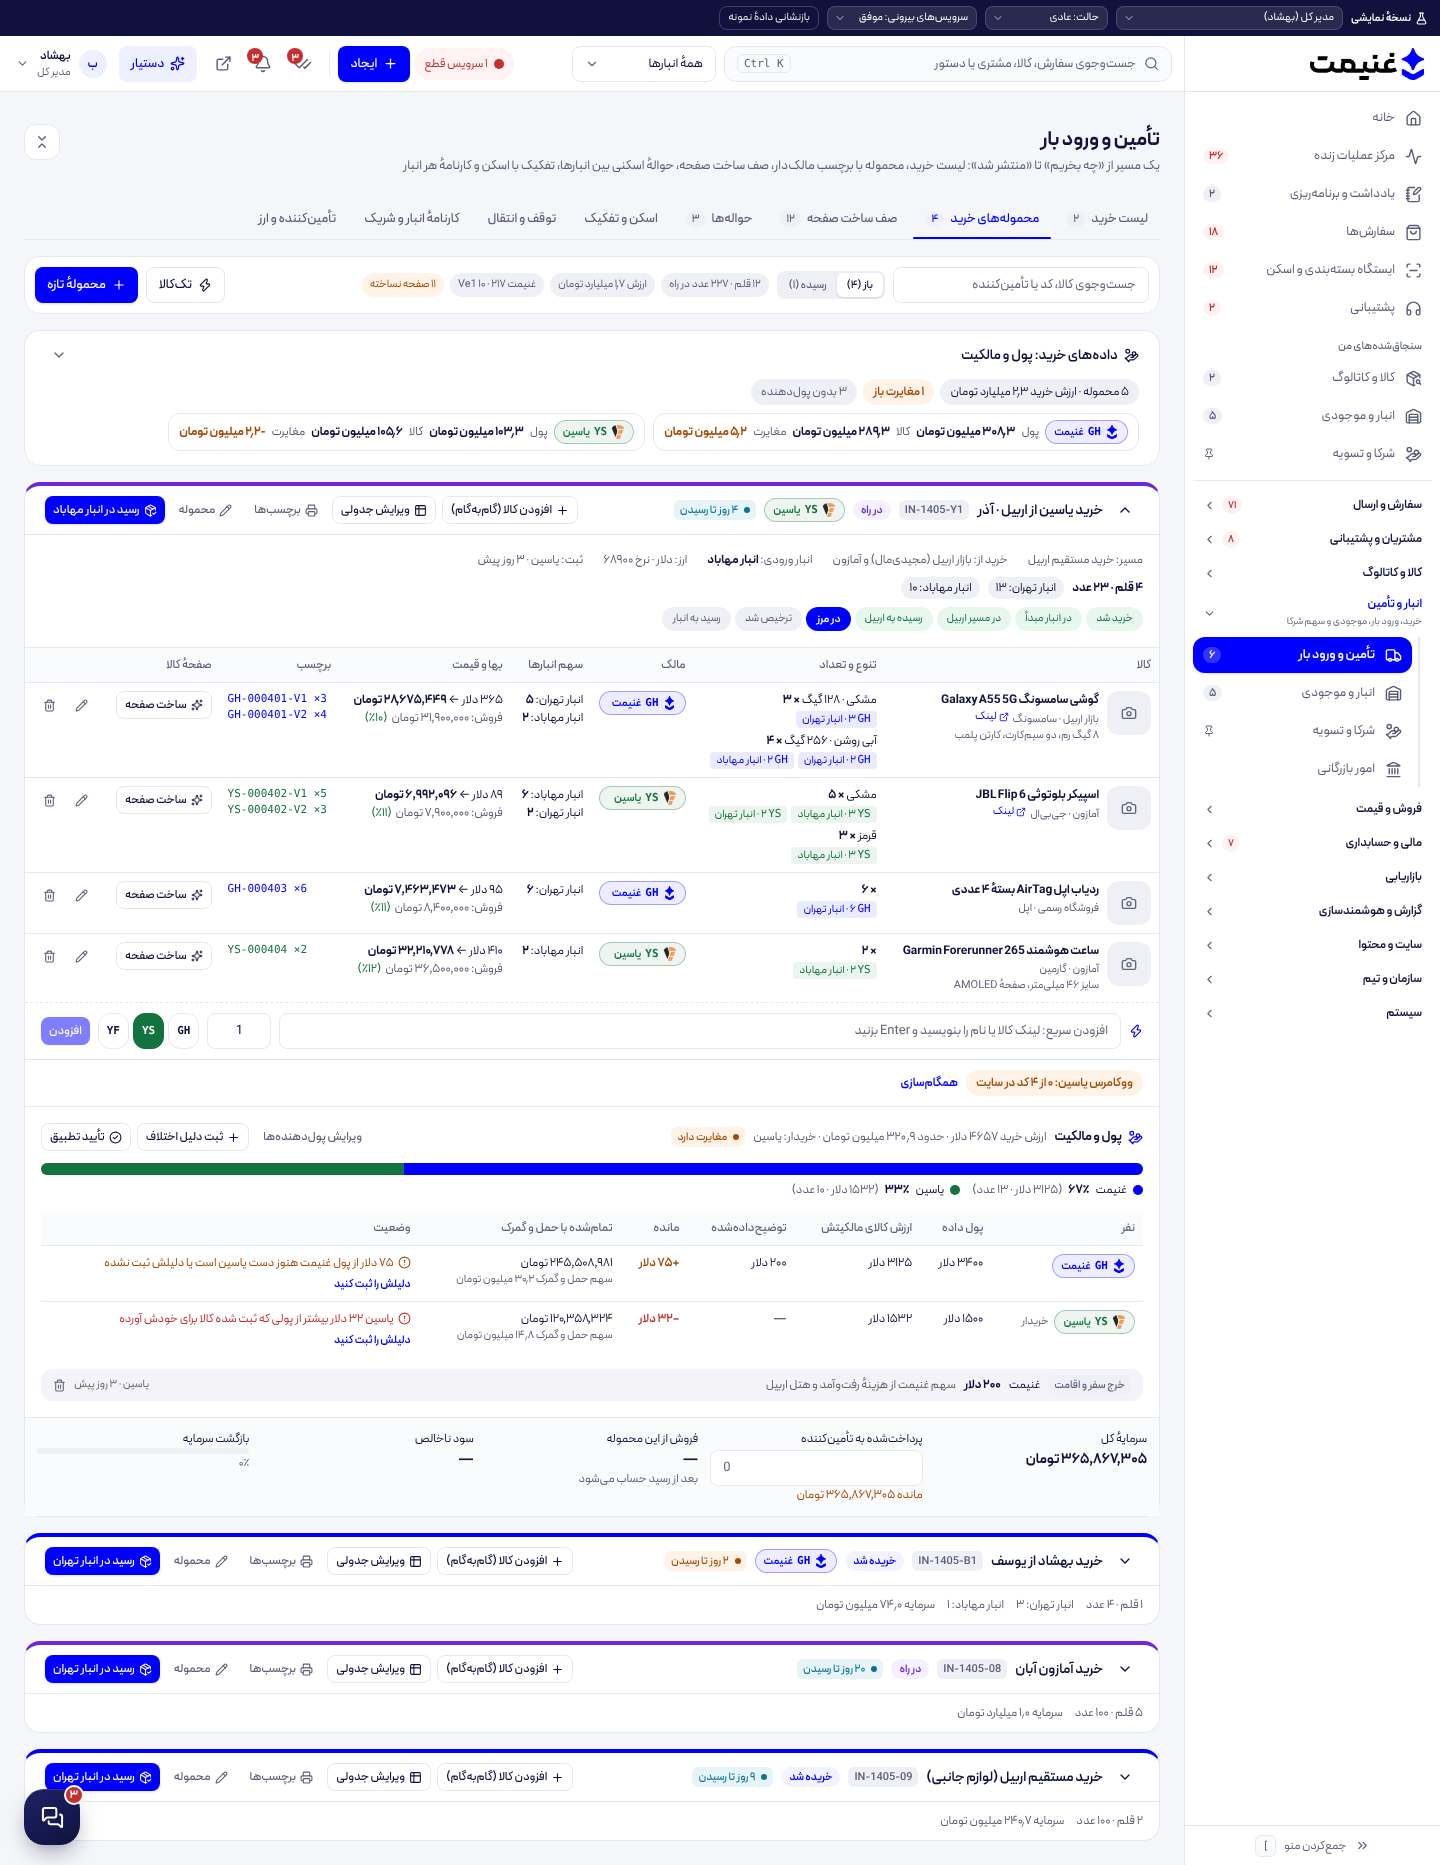 نسخهٔ نمایشی
مدیر کل (بهشاد)
حالت: عادی
سرویس‌های بیرونی: موفق
بازنشانی دادهٔ نمونه
غنیمت
جست‌وجوی سفارش، کالا، مشتری یا دستور
Ctrl K
همهٔ انبارها
۱ سرویس قطع
ایجاد
۳
۳
دستیار
ب
بهشاد
مدیر کل
خانه
مرکز عملیات زنده ۳۶
یادداشت و برنامه‌ریزی ۲
سفارش‌ها ۱۸
ایستگاه بسته‌بندی و اسکن ۱۲
پشتیبانی ۲
سنجاق‌شده‌های من
کالا و کاتالوگ ۲
انبار و موجودی ۵
شرکا و تسویه
سفارش و ارسال ۷۱
مشتریان و پشتیبانی ۸
کالا و کاتالوگ
انبار و تأمین
خرید، ورود بار، موجودی و سهم شرکا
تأمین و ورود بار ۶
انبار و موجودی ۵
شرکا و تسویه
امور بازرگانی
فروش و قیمت
مالی و حسابداری ۷
بازاریابی
گزارش و هوشمندسازی
سایت و محتوا
سازمان و تیم
سیستم
جمع‌کردن منو [
تأمین و ورود بار
یک مسیر از «چه بخریم» تا «منتشر شد»: لیست خرید، محموله با برچسب مالک‌دار، صف ساخت صفحه، حوالهٔ اسکنی بین انبارها، تفکیک با اسکن و کارنامهٔ هر انبار
لیست خرید ۲
محموله‌های خرید ۴
صف ساخت صفحه ۱۲
حواله‌ها ۳
اسکن و تفکیک
توقف و انتقال
کارنامهٔ انبار و شریک
تأمین‌کننده و ارز
جست‌وجوی کالا، کد یا تأمین‌کننده
باز (۴)
رسیده (۱)
۱۲ قلم · ۲۲۷ عدد در راه
ارزش ۱٫۷ میلیارد تومان
غنیمت ۲۱۷ · Ve1 ۱۰
۱۱ صفحه نساخته
تک‌کالا
محمولهٔ تازه
داده‌های خرید: پول و مالکیت
۵ محموله · ارزش خرید ۲٫۳ میلیارد تومان
۱ مغایرت باز
۳ بدون پول‌دهنده
GH غنیمت پول ۳۰۸٫۳ میلیون تومان کالا ۲۸۹٫۳ میلیون تومان مغایرت ۵٫۲ میلیون تومان
YS یاسین پول ۱۰۳٫۳ میلیون تومان کالا ۱۰۵٫۶ میلیون تومان مغایرت -۲٫۲ میلیون تومان
خرید یاسین از اربیل · آذر
IN-1405-Y1
در راه
YS یاسین
۴ روز تا رسیدن
افزودن کالا (گام‌به‌گام)
ویرایش جدولی
برچسب‌ها
محموله
رسید در انبار مهاباد
مسیر: خرید مستقیم اربیل
خرید از: بازار اربیل (مجیدی‌مال) و آمازون
انبار ورودی: انبار مهاباد
ارز: دلار · نرخ ۶۸۹۰۰
ثبت: یاسین · ۳ روز پیش
۴ قلم · ۲۳ عدد
انبار تهران: ۱۳
انبار مهاباد: ۱۰
خرید شد
در انبار مبدأ
در مسیر اربیل
رسیده به اربیل
در مرز
ترخیص شد
رسید به انبار
کالا تنوع و تعداد مالک سهم انبارها بها و قیمت برچسب صفحهٔ کالا
گوشی سامسونگ Galaxy A55 5G
بازار اربیل · سامسونگ لینک
۸ گیگ رم، دو سیم‌کارت، کارتن پلمب
مشکی · ۱۲۸ گیگ × ۳
GH ۳ · انبار تهران
آبی روشن · ۲۵۶ گیگ × ۴
GH ۲ · انبار تهران
GH ۲ · انبار مهاباد
GH غنیمت
انبار تهران: ۵
انبار مهاباد: ۲
۳۶۵ دلار ← ۲۸,۶۷۵,۴۴۹ تومان
فروش: ۳۱,۹۰۰,۰۰۰ تومان (۱۰٪)
GH-000401-V1 ×3
GH-000401-V2 ×4
ساخت صفحه
اسپیکر بلوتوثی JBL Flip 6
آمازون · جی‌بی‌ال لینک
مشکی × ۵
YS ۳ · انبار مهاباد
YS ۲ · انبار تهران
قرمز × ۳
YS ۳ · انبار مهاباد
YS یاسین
انبار مهاباد: ۶
انبار تهران: ۲
۸۹ دلار ← ۶,۹۹۲,۰۹۶ تومان
فروش: ۷,۹۰۰,۰۰۰ تومان (۱۱٪)
YS-000402-V1 ×5
YS-000402-V2 ×3
ساخت صفحه
ردیاب اپل AirTag بستهٔ ۴ عددی
فروشگاه رسمی · اپل
× ۶
GH ۶ · انبار تهران
GH غنیمت
انبار تهران: ۶
۹۵ دلار ← ۷,۴۶۳,۴۷۳ تومان
فروش: ۸,۴۰۰,۰۰۰ تومان (۱۱٪)
GH-000403 ×6
ساخت صفحه
ساعت هوشمند Garmin Forerunner 265
آمازون · گارمین
سایز ۴۶ میلی‌متر، صفحهٔ AMOLED
× ۲
YS ۲ · انبار مهاباد
YS یاسین
انبار مهاباد: ۲
۴۱۰ دلار ← ۳۲,۲۱۰,۷۷۸ تومان
فروش: ۳۶,۵۰۰,۰۰۰ تومان (۱۲٪)
YS-000404 ×2
ساخت صفحه
افزودن سریع: لینک کالا یا نام را بنویسید و Enter بزنید
1
GH
YS
YF
افزودن
ووکامرس یاسین: ۰ از ۴ کد در سایت
همگام‌سازی
پول و مالکیت
ارزش خرید ۴۶۵۷ دلار · حدود ۳۲۰٫۹ میلیون تومان · خریدار: یاسین
مغایرت دارد
ویرایش پول‌دهنده‌ها
ثبت دلیل اختلاف
تأیید تطبیق
غنیمت ۶۷٪ (۳۱۲۵ دلار · ۱۳ عدد)
یاسین ۳۳٪ (۱۵۳۲ دلار · ۱۰ عدد)
نفر پول داده ارزش کالای مالکیتش توضیح‌داده‌شده مانده تمام‌شده با حمل و گمرک وضعیت
GH غنیمت
۳۴۰۰ دلار
۳۱۲۵ دلار
۲۰۰ دلار
+۷۵ دلار
۲۴۵,۵۰۸,۹۸۱ تومان
سهم حمل و گمرک ۳۰٫۲ میلیون تومان
۷۵ دلار از پول غنیمت هنوز دست یاسین است یا دلیلش ثبت نشده
دلیلش را ثبت کنید
YS یاسین
خریدار
۱۵۰۰ دلار
۱۵۳۲ دلار
—
-۳۲ دلار
۱۲۰,۳۵۸,۳۲۴ تومان
سهم حمل و گمرک ۱۴٫۸ میلیون تومان
یاسین ۳۲ دلار بیشتر از پولی که ثبت شده کالا برای خودش آورده
دلیلش را ثبت کنید
خرج سفر و اقامت
غنیمت
۲۰۰ دلار
سهم غنیمت از هزینهٔ رفت‌وآمد و هتل اربیل
یاسین · ۳ روز پیش
سرمایهٔ کل
۳۶۵,۸۶۷,۳۰۵ تومان
پرداخت‌شده به تأمین‌کننده
0
مانده ۳۶۵,۸۶۷,۳۰۵ تومان
فروش از این محموله
—
بعد از رسید حساب می‌شود
سود ناخالص
—
بازگشت سرمایه
۰٪
خرید بهشاد از یوسف
IN-1405-B1
خریده شد
GH غنیمت
۲ روز تا رسیدن
افزودن کالا (گام‌به‌گام)
ویرایش جدولی
برچسب‌ها
محموله
رسید در انبار تهران
۱ قلم · ۴ عدد
انبار تهران: ۳
انبار مهاباد: ۱
سرمایه ۷۴٫۰ میلیون تومان
خرید آمازون آبان
IN-1405-08
در راه
۲۰ روز تا رسیدن
افزودن کالا (گام‌به‌گام)
ویرایش جدولی
برچسب‌ها
محموله
رسید در انبار تهران
۵ قلم · ۱۰۰ عدد
سرمایه ۱٫۰ میلیارد تومان
خرید مستقیم اربیل (لوازم جانبی)
IN-1405-09
خریده شد
۹ روز تا رسیدن
افزودن کالا (گام‌به‌گام)
ویرایش جدولی
برچسب‌ها
محموله
رسید در انبار تهران
۲ قلم · ۱۰۰ عدد
سرمایه ۲۴۰٫۷ میلیون تومان
۳